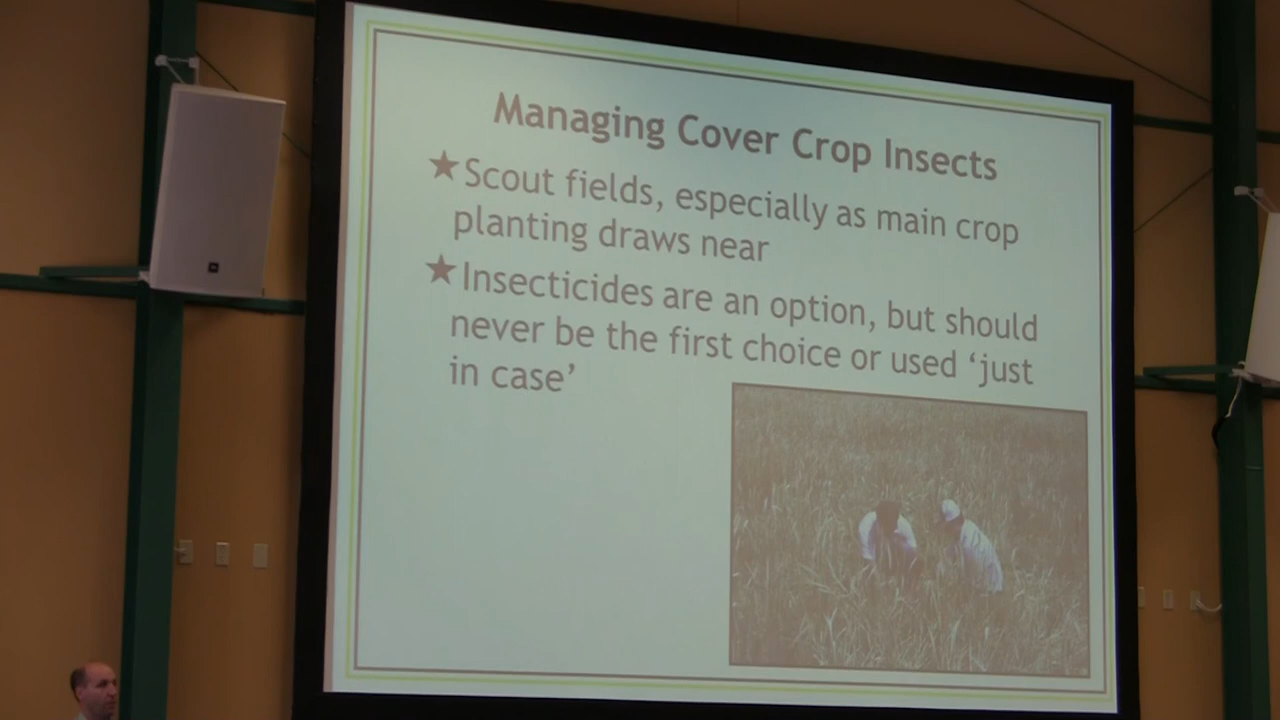 Managing Cover Crop Insects
★Scout fields, especially as main crop
planting draws near
★Insecticides are an option, but should
never be the first choice or used ‘just
in case’